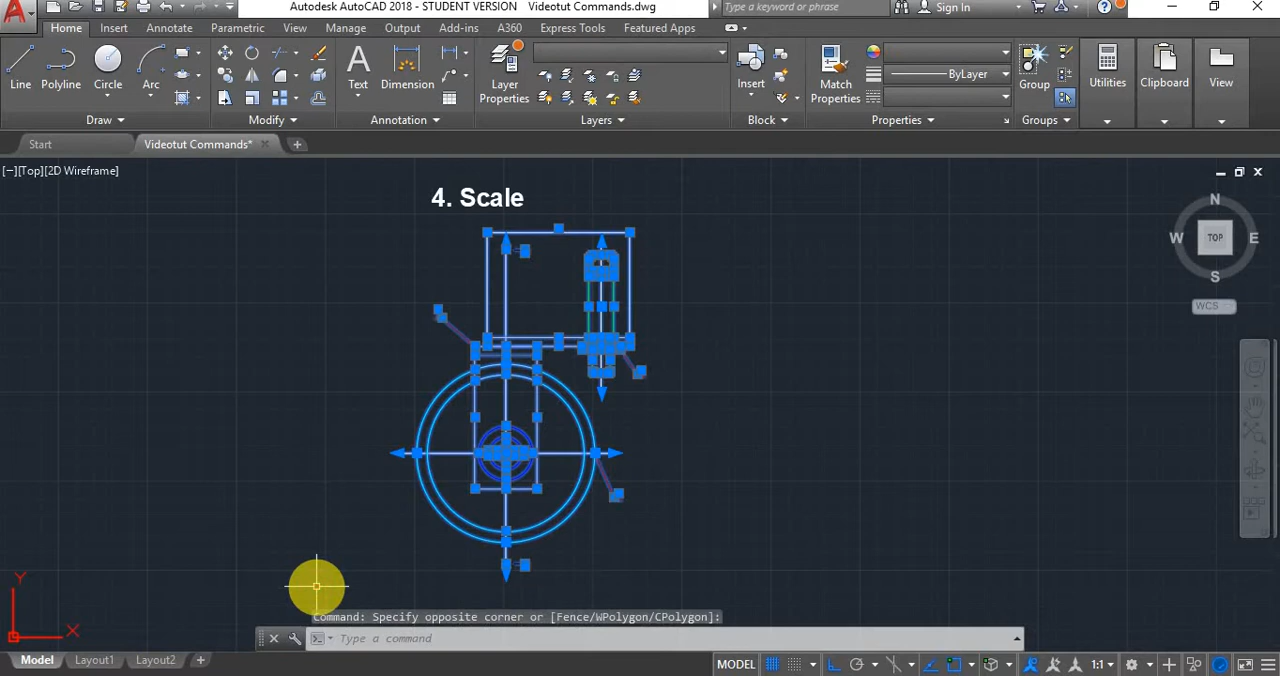 Autodesk AutoCAD 2018 - STUDENT VERSION Videotut Commands.dwg
Type a keyword or phrase
Sign In
Home Insert Annotate Parametric View Manage Output Add-ins A360 Express Tools Featured Apps
Line Polyline Circle Arc
Text Dimension
Layer
Properties
Insert
Match
Properties
ByLayer
Group Utilities Clipboard View
Draw Modify Annotation Layers Block Properties Groups
Start Videotut Commands*
[−][Top][2D Wireframe]
4. Scale
N
W TOP E
S
WCS
Y
X
Command: Specify opposite corner or [Fence/WPolygon/CPolygon]:
Type a command
Model Layout1 Layout2 +
MODEL 1:1